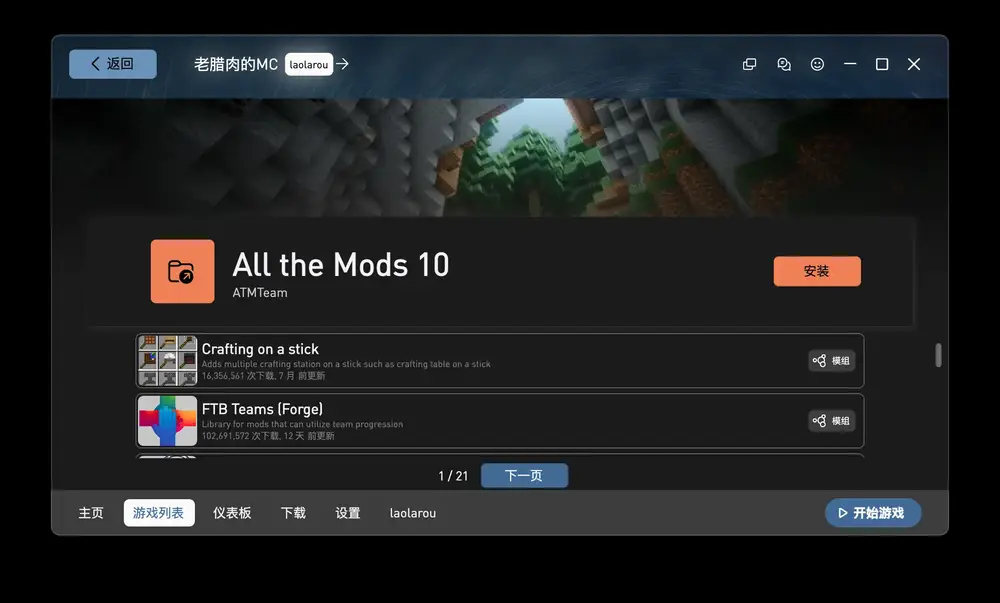 返回
老腊肉的MC laolarou
All the Mods 10
ATMTeam
安装
Crafting on a stick
Adds multiple crafting station on a stick such as crafting table on a stick
16,356,561 次下载, 7 月 前更新
模组
FTB Teams (Forge)
Library for mods that can utilize team progression
102,691,572 次下载, 12 天 前更新
模组
1 / 21 下一页
主页 游戏列表 仪表板 下载 设置 laolarou 开始游戏